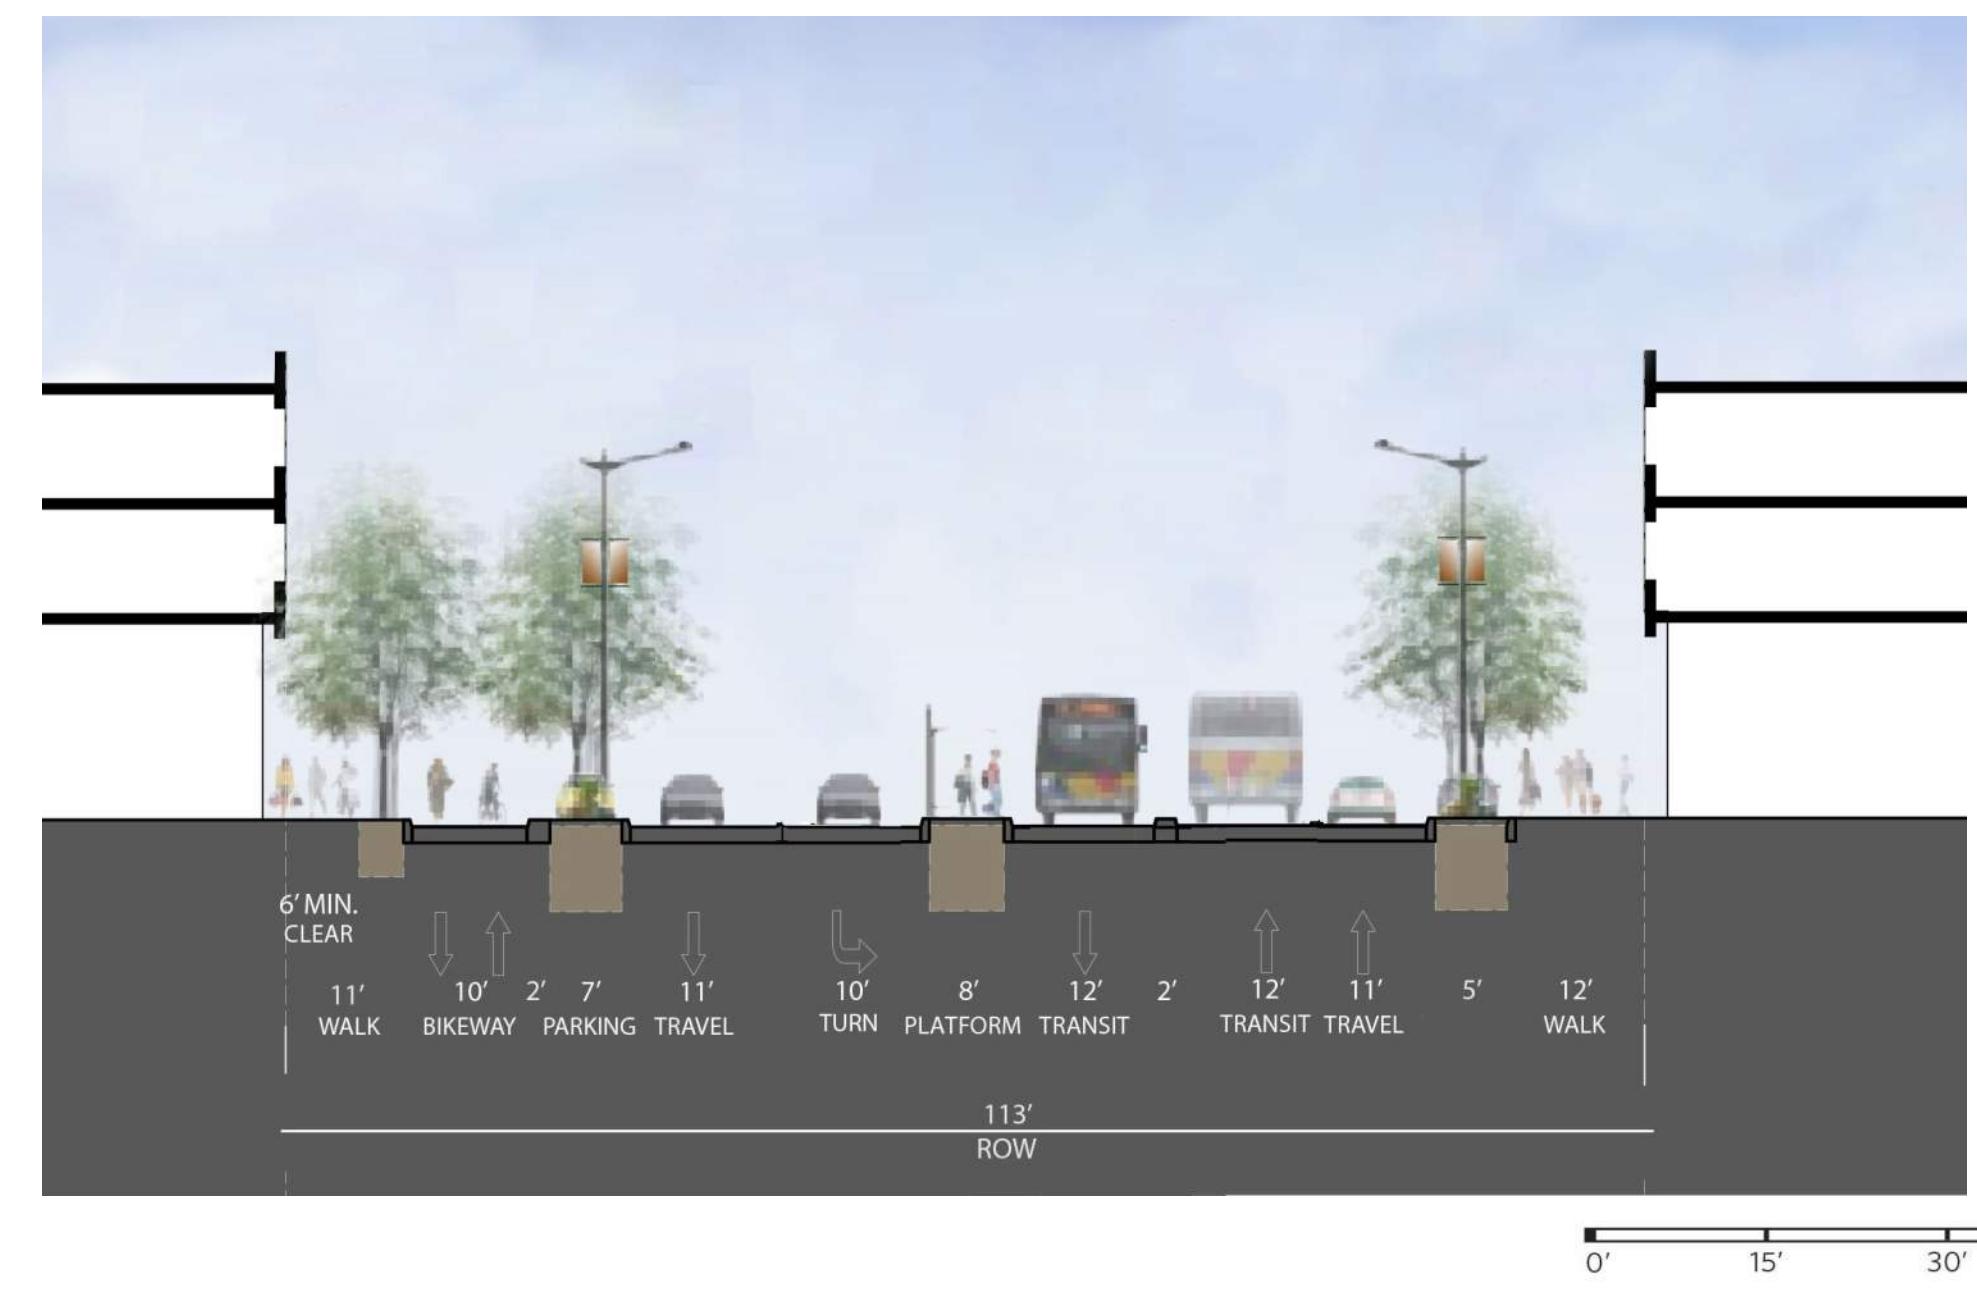 6’ MIN.
CLEAR
11’ 10’ 2’ 7’ 11’ 10’ 8’ 12’ 2’ 12’ 11’ 5’ 12’
WALK BIKEWAY PARKING TRAVEL TURN PLATFORM TRANSIT TRANSIT TRAVEL WALK
113’
ROW
0’ 15’ 30’